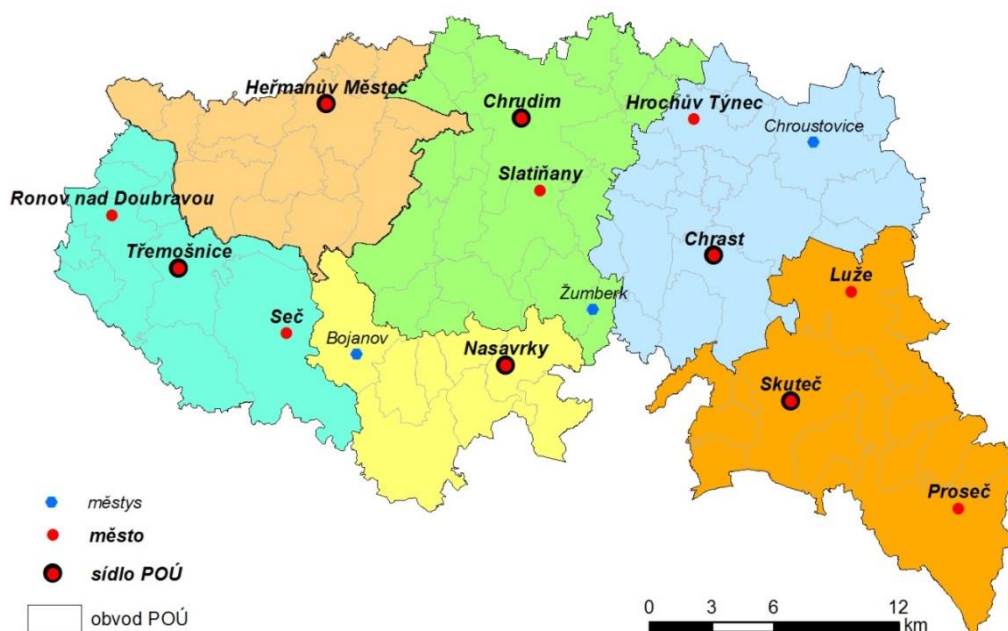 Heřmanův Městec
Chrudim
Hrochův Týnec
Chroustovice
Slatiňany
Ronov nad Doubravou
Třemošnice
Chrast
Luže
Seč
Žumberk
Bojanov
Nasavrky
Skuteč
Proseč
městys
město
sídlo POÚ
obvod POÚ
0 3 6 12
km